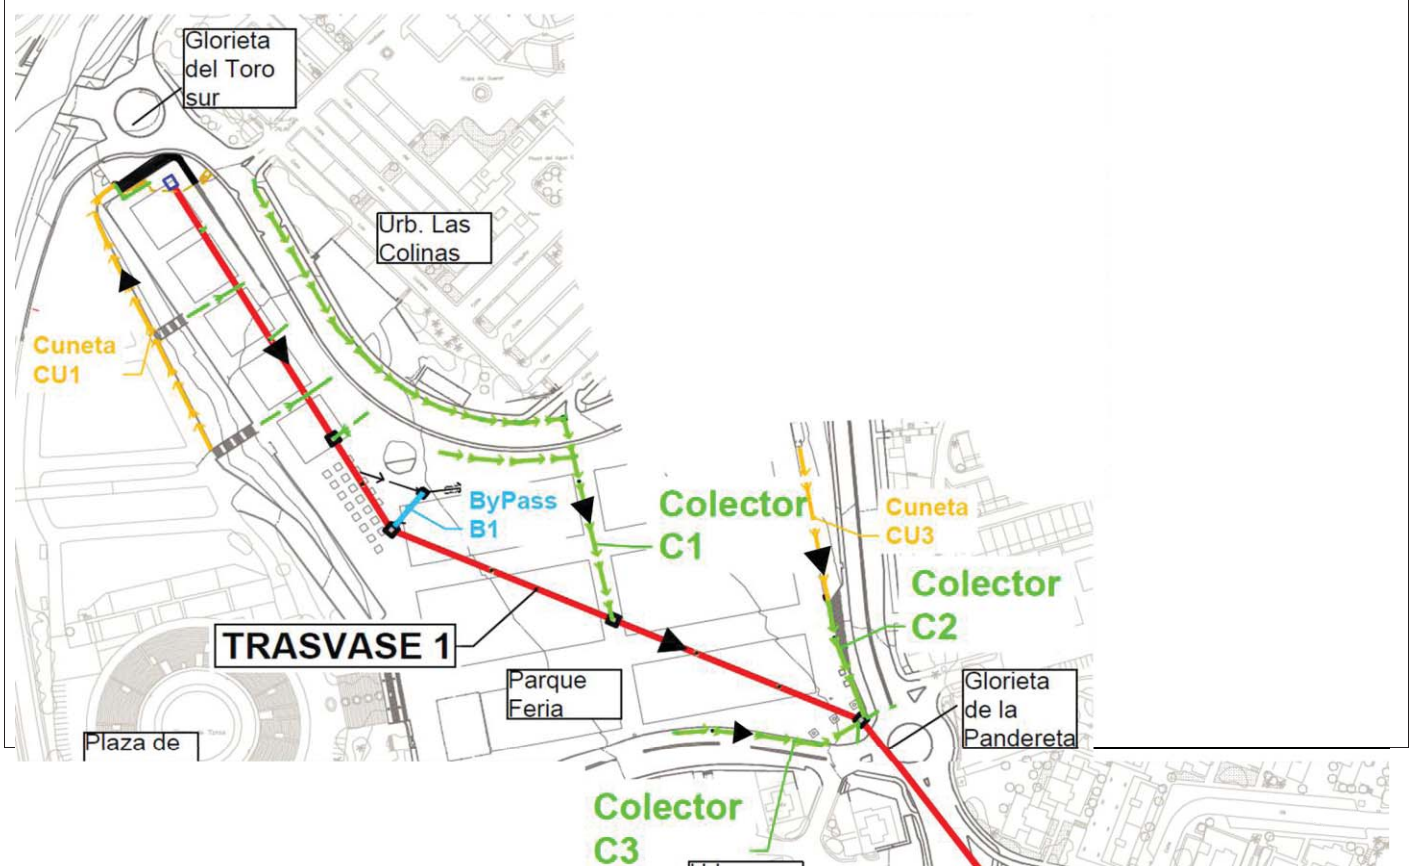 Glorieta
del Toro
sur
Urb. Las
Colinas
Cuneta
CU1
ByPass
B1
Colector
C1
Cuneta
CU3
Colector
C2
TRASVASE 1
Parque
Feria
Glorieta
de la
Pandereta
Plaza de
Colector
C3